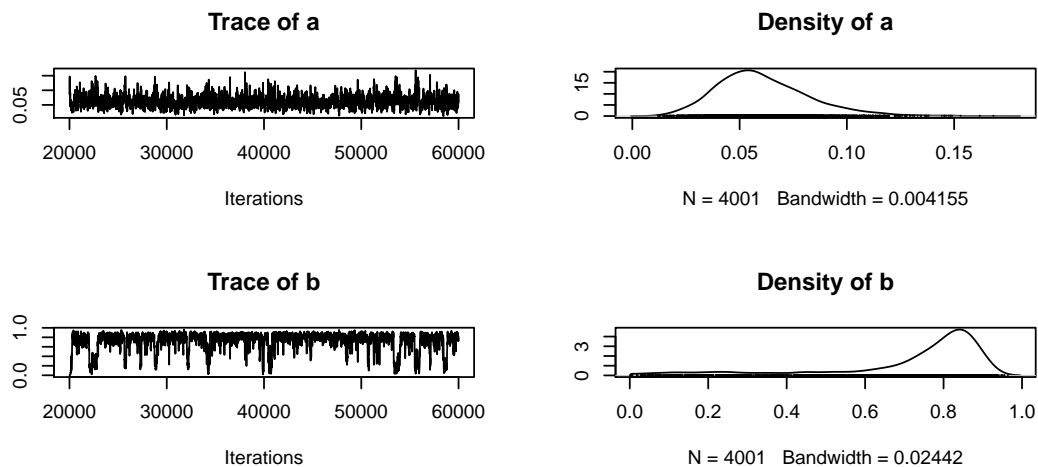 Trace of a
0.05
20000 30000 40000 50000 60000
Iterations
Density of a
0 15
0.00 0.05 0.10 0.15
N = 4001 Bandwidth = 0.004155
Trace of b
0.0 1.0
20000 30000 40000 50000 60000
Iterations
Density of b
0 3
0.0 0.2 0.4 0.6 0.8 1.0
N = 4001 Bandwidth = 0.02442